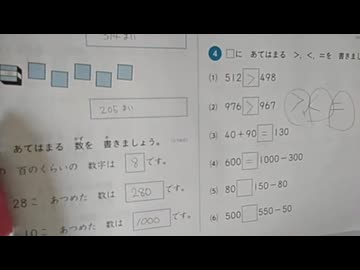 514 まい
205 まい
あてはまる 数を 書きましょう。
百のくらいの 数字は 8 です。
28こ あつめた 数は 280 です。
10こ あつめた 数は 1000 です。
4 □に あてはまる >, <, =を 書きましょ
(1) 512 > 498
(2) 976 > 967
> < =
(3) 40+90 = 130
(4) 600 = 1000-300
(5) 80 □ 150-80
(6) 500 □ 550-50